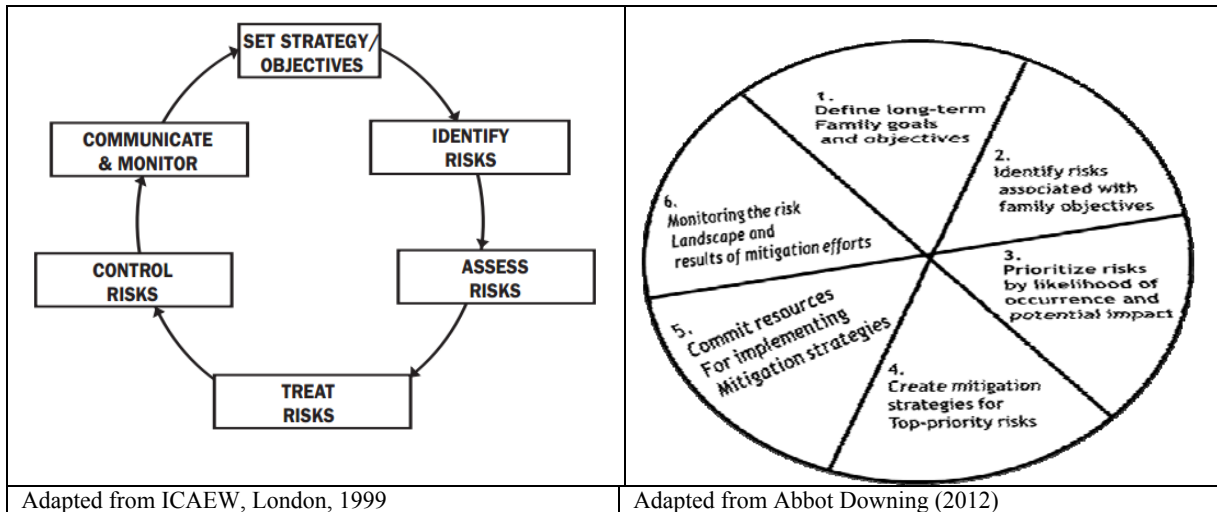 SET STRATEGY/
OBJECTIVES
IDENTIFY
RISKS
ASSESS
RISKS
TREAT
RISKS
CONTROL
RISKS
COMMUNICATE
& MONITOR
Adapted from ICAEW, London, 1999
1.
Define long-term
Family goals
and objectives
2.
Identify risks
associated with
family objectives
3.
Prioritize risks
by likelihood of
occurrence and
potential impact
4.
Create mitigation
strategies for
Top-priority risks
5.
Commit resources
For implementing
Mitigation strategies
6.
Monitoring the risk
Landscape and
results of mitigation efforts
Adapted from Abbot Downing (2012)